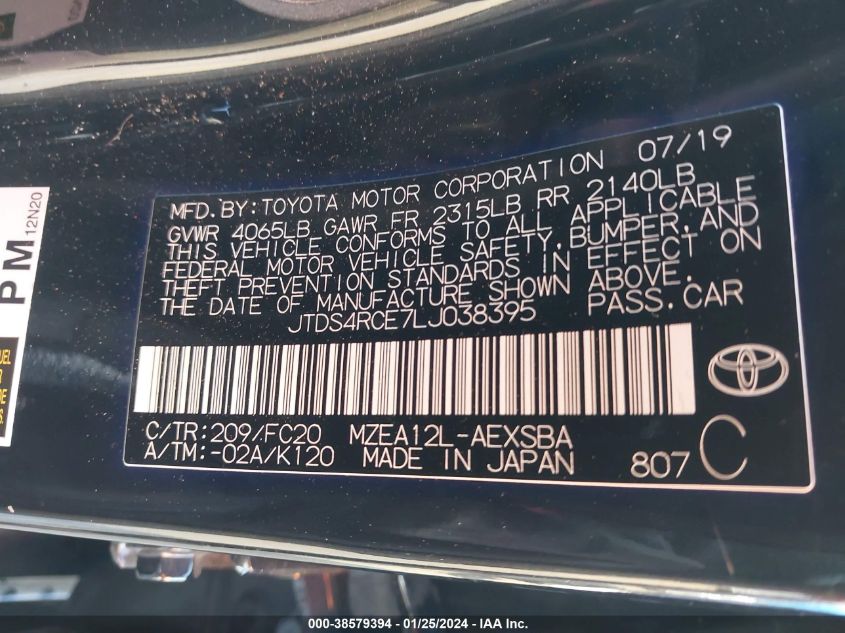 MFD. BY: TOYOTA MOTOR CORPORATION 07/19
GVWR 4065LB GAWR FR 2315LB RR 2140LB
THIS VEHICLE CONFORMS TO ALL APPLICABLE
FEDERAL MOTOR VEHICLE SAFETY, BUMPER, AND
THEFT PREVENTION STANDARDS IN EFFECT ON
THE DATE OF MANUFACTURE SHOWN ABOVE.
JTDS4RCE7LJ038395 PASS. CAR
C/TR: 209/FC20 MZEA12L-AEXSBA
A/TM: -02A/K120 MADE IN JAPAN 807 C
PM
12N20
000-38579394 - 01/25/2024 - IAA Inc.